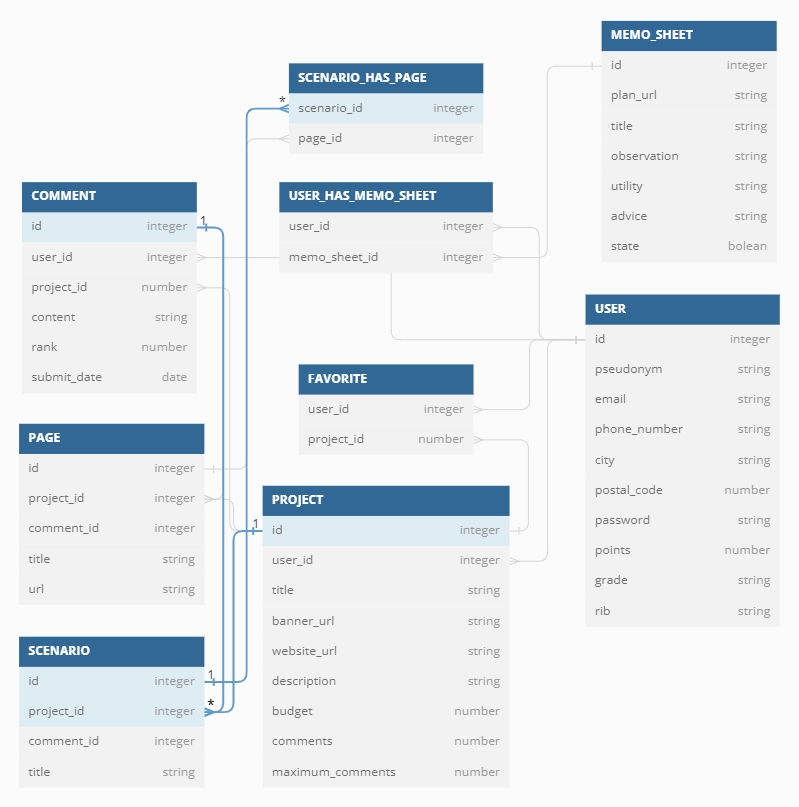 MEMO_SHEET
id integer
plan_url string
title string
observation string
utility string
advice string
state bolean
SCENARIO_HAS_PAGE
* scenario_id integer
page_id integer
COMMENT
id integer 1
user_id integer
project_id number
content string
rank number
submit_date date
USER_HAS_MEMO_SHEET
user_id integer
memo_sheet_id integer
USER
id integer
pseudonym string
email string
phone_number string
city string
postal_code number
password string
points number
grade string
rib string
FAVORITE
user_id integer
project_id number
PAGE
id integer
project_id integer
comment_id integer
title string
url string
PROJECT
1 id integer
user_id integer
title string
banner_url string
website_url string
description string
budget number
comments number
maximum_comments number
SCENARIO
id integer 1
project_id integer *
comment_id integer
title string